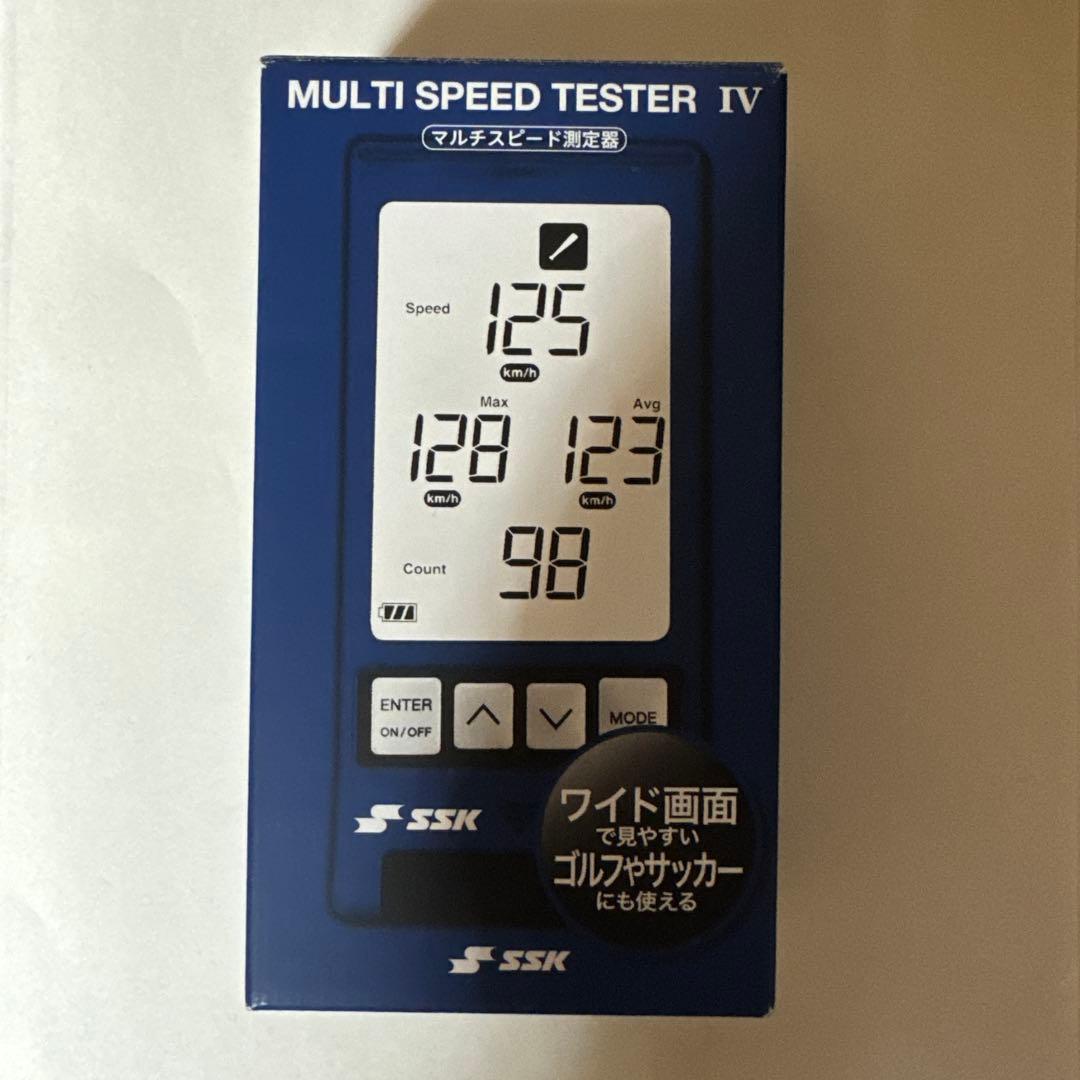 MULTI SPEED TESTER IV
マルチスピード測定器
Speed 125
km/h
Max Avg
128 123
km/h km/h
Count 98
ENTER
ON/OFF
MODE
SSK
ワイド画面
で見やすい
ゴルフやサッカー
にも使える
SSK